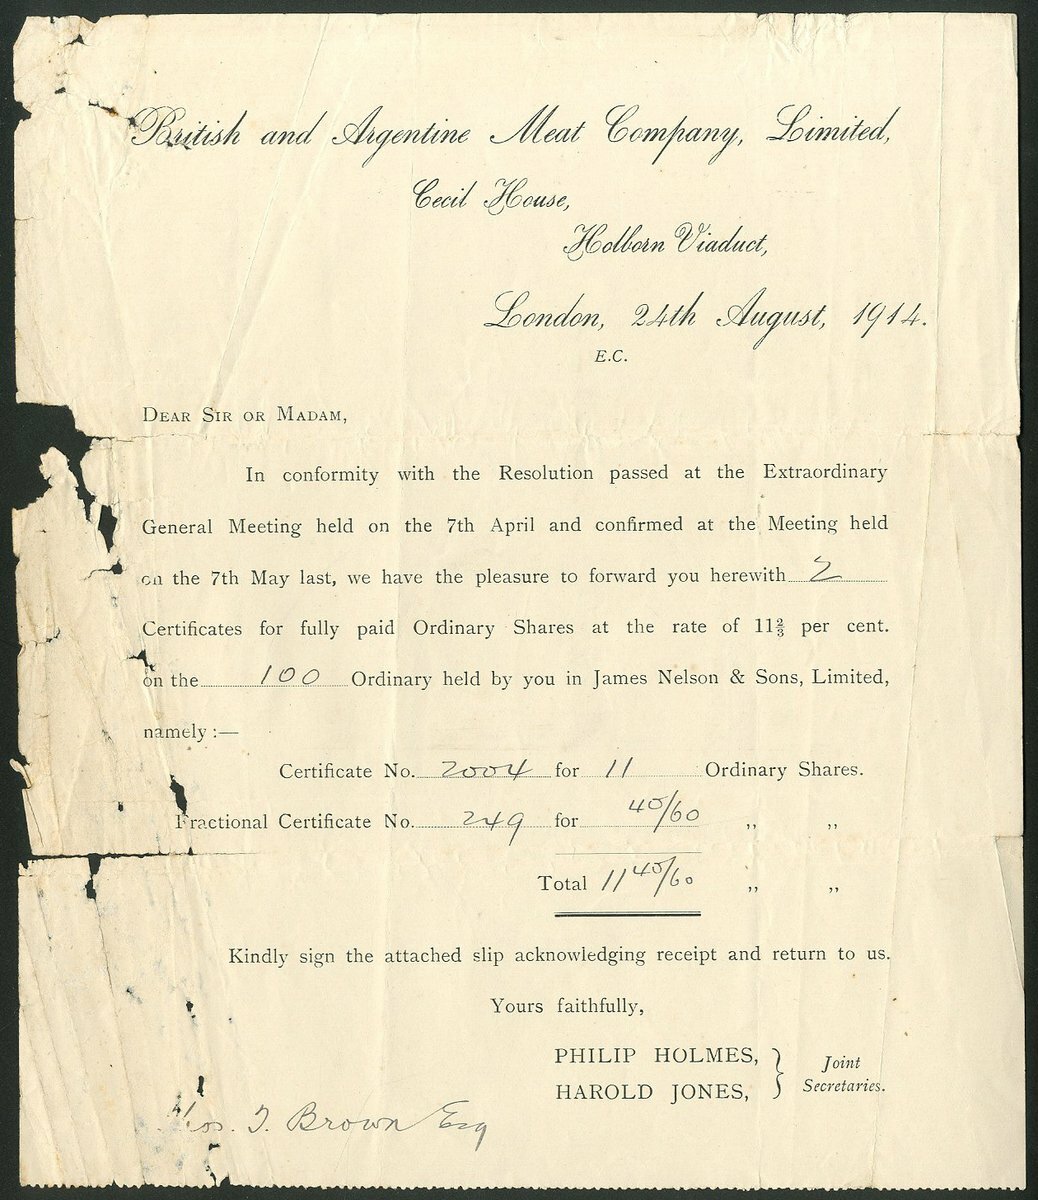 British and Argentine Meat Company, Limited,
Cecil House,
Holborn Viaduct,
London, 24th August, 1914.
E.C.
DEAR SIR OR MADAM,
In conformity with the Resolution passed at the Extraordinary
General Meeting held on the 7th April and confirmed at the Meeting held
on the 7th May last, we have the pleasure to forward you herewith 2
Certificates for fully paid Ordinary Shares at the rate of 11⅔ per cent.
on the 100 Ordinary held by you in James Nelson & Sons, Limited,
namely :—
Certificate No. 2004 for 11 Ordinary Shares.
Fractional Certificate No. 249 for 40/60 ,, ,,
Total 11 40/60 ,, ,,
Kindly sign the attached slip acknowledging receipt and return to us.
Yours faithfully,
PHILIP HOLMES, } Joint
HAROLD JONES, } Secretaries.
Thos. J. Brown Esq